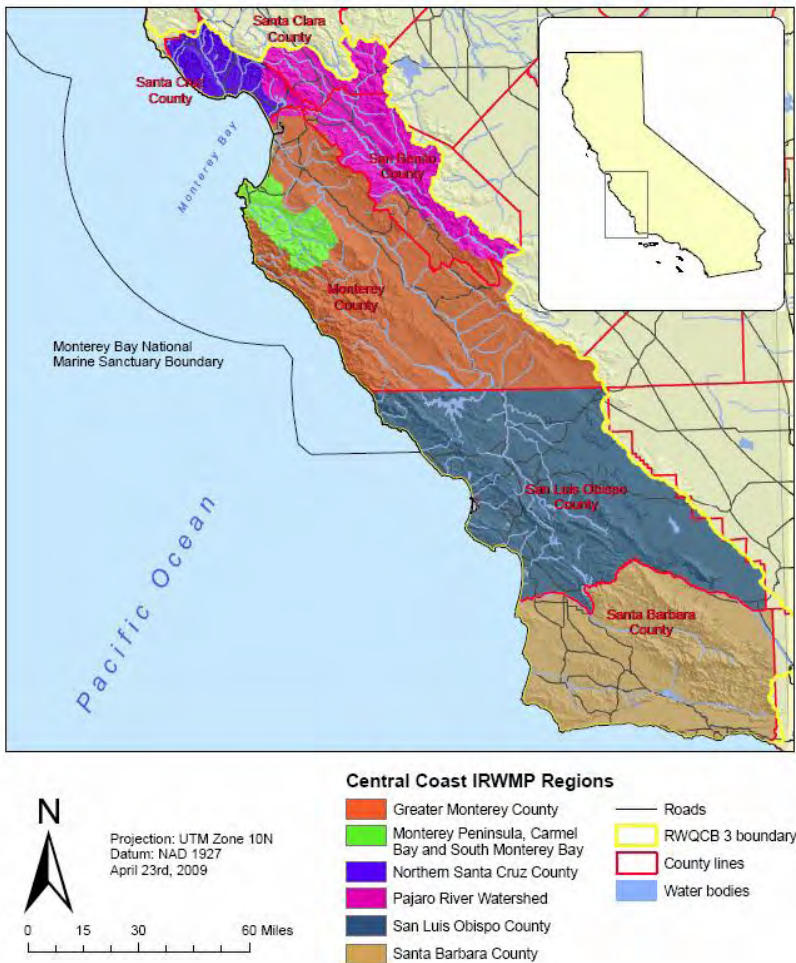 Santa Clara
County
Santa Cruz
County
Monterey Bay
San Benito
County
Monterey
County
Monterey Bay National
Marine Sanctuary Boundary
San Luis Obispo
County
Pacific Ocean
Santa Barbara
County
Central Coast IRWMP Regions
N
Projection: UTM Zone 10N
Datum: NAD 1927
April 23rd, 2009
0 15 30 60 Miles
Greater Monterey County
Monterey Peninsula, Carmel
Bay and South Monterey Bay
Northern Santa Cruz County
Pajaro River Watershed
San Luis Obispo County
Santa Barbara County
Roads
RWQCB 3 boundary
County lines
Water bodies